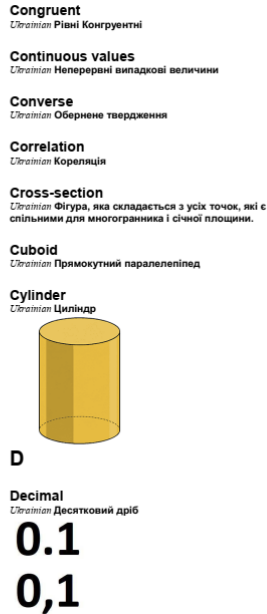 Congruent
Ukrainian Рівні Конгруентні
Continuous values
Ukrainian Неперервні випадкові величини
Converse
Ukrainian Обернене твердження
Correlation
Ukrainian Кореляція
Cross-section
Ukrainian Фігура, яка складається з усіх точок, які є
спільними для многогранника і січної площини.
Cuboid
Ukrainian Прямокутний паралелепіпед
Cylinder
Ukrainian Циліндр
D
Decimal
Ukrainian Десятковий дріб
0.1
0,1